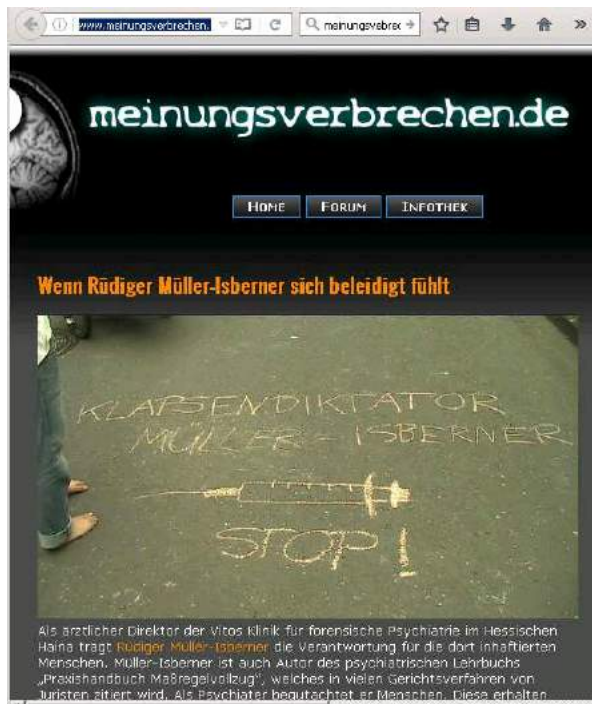 www.meinungsverbrechen.
meinungsvebrec
meinungsverbrechen.de
HOME FORUM INFOTHEK
Wenn Rüdiger Müller-Isberner sich beleidigt fühlt
KLAPSENDIKTATOR
MÜLLER - ISBERNER
STOP!
Als ärztlicher Direktor der Vitos Klinik für forensische Psychiatrie im Hessischen
Haina trägt Rüdiger Müller-Isberner die Verantwortung für die dort inhaftierten
Menschen. Müller-Isberner ist auch Autor des psychiatrischen Lehrbuchs
„Praxishandbuch Maßregelvollzug“, welches in vielen Gerichtsverfahren von
Juristen zitiert wird. Als Psychiater begutachtet er Menschen. Diese erhalten